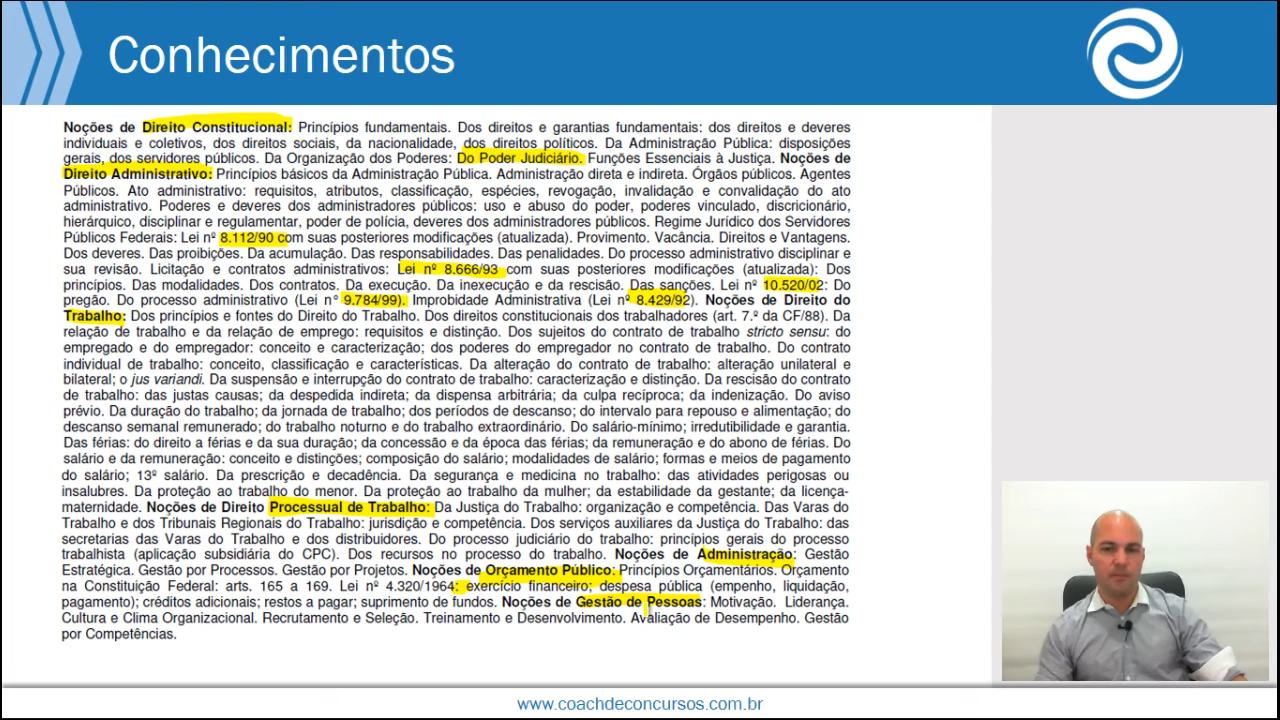 Conhecimentos
Noções de Direito Constitucional: Princípios fundamentais. Dos direitos e garantias fundamentais: dos direitos e deveres
individuais e coletivos, dos direitos sociais, da nacionalidade, dos direitos políticos. Da Administração Pública: disposições
gerais, dos servidores públicos. Da Organização dos Poderes: Do Poder Judiciário. Funções Essenciais à Justiça. Noções de
Direito Administrativo: Princípios básicos da Administração Pública. Administração direta e indireta. Órgãos públicos. Agentes
Públicos. Ato administrativo: requisitos, atributos, classificação, espécies, revogação, invalidação e convalidação do ato
administrativo. Poderes e deveres dos administradores públicos: uso e abuso do poder, poderes vinculado, discricionário,
hierárquico, disciplinar e regulamentar, poder de polícia, deveres dos administradores públicos. Regime Jurídico dos Servidores
Públicos Federais: Lei nº 8.112/90 com suas posteriores modificações (atualizada). Provimento. Vacância. Direitos e Vantagens.
Dos deveres. Das proibições. Da acumulação. Das responsabilidades. Das penalidades. Do processo administrativo disciplinar e
sua revisão. Licitação e contratos administrativos: Lei nº 8.666/93 com suas posteriores modificações (atualizada): Dos
princípios. Das modalidades. Dos contratos. Da execução. Da inexecução e da rescisão. Das sanções. Lei nº 10.520/02: Do
pregão. Do processo administrativo (Lei n° 9.784/99). Improbidade Administrativa (Lei nº 8.429/92). Noções de Direito do
Trabalho: Dos princípios e fontes do Direito do Trabalho. Dos direitos constitucionais dos trabalhadores (art. 7.º da CF/88). Da
relação de trabalho e da relação de emprego: requisitos e distinção. Dos sujeitos do contrato de trabalho stricto sensu: do
empregado e do empregador: conceito e caracterização; dos poderes do empregador no contrato de trabalho. Do contrato
individual de trabalho: conceito, classificação e características. Da alteração do contrato de trabalho: alteração unilateral e
bilateral; o jus variandi. Da suspensão e interrupção do contrato de trabalho: caracterização e distinção. Da rescisão do contrato
de trabalho: das justas causas; da despedida indireta; da dispensa arbitrária; da culpa recíproca; da indenização. Do aviso
prévio. Da duração do trabalho; da jornada de trabalho; dos períodos de descanso; do intervalo para repouso e alimentação; do
descanso semanal remunerado; do trabalho noturno e do trabalho extraordinário. Do salário-mínimo; irredutibilidade e garantia.
Das férias: do direito a férias e da sua duração; da concessão e da época das férias; da remuneração e do abono de férias. Do
salário e da remuneração: conceito e distinções; composição do salário; modalidades de salário; formas e meios de pagamento
do salário; 13º salário. Da prescrição e decadência. Da segurança e medicina no trabalho: das atividades perigosas ou
insalubres. Da proteção ao trabalho do menor. Da proteção ao trabalho da mulher; da estabilidade da gestante; da licença-
maternidade. Noções de Direito Processual de Trabalho: Da Justiça do Trabalho: organização e competência. Das Varas do
Trabalho e dos Tribunais Regionais do Trabalho: jurisdição e competência. Dos serviços auxiliares da Justiça do Trabalho: das
secretarias das Varas do Trabalho e dos distribuidores. Do processo judiciário do trabalho: princípios gerais do processo
trabalhista (aplicação subsidiária do CPC). Dos recursos no processo do trabalho. Noções de Administração: Gestão
Estratégica. Gestão por Processos. Gestão por Projetos. Noções de Orçamento Público: Princípios Orçamentários. Orçamento
na Constituição Federal: arts. 165 a 169. Lei nº 4.320/1964: exercício financeiro; despesa pública (empenho, liquidação,
pagamento); créditos adicionais; restos a pagar; suprimento de fundos. Noções de Gestão de Pessoas: Motivação. Liderança.
Cultura e Clima Organizacional. Recrutamento e Seleção. Treinamento e Desenvolvimento. Avaliação de Desempenho. Gestão
por Competências.
www.coachdeconcursos.com.br